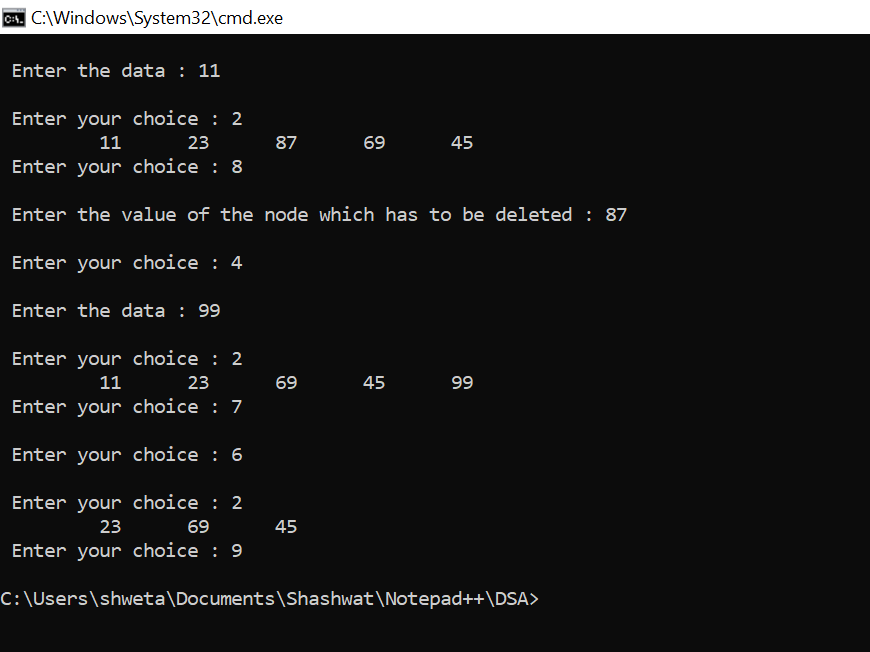 C:\Windows\System32\cmd.exe
Enter the data : 11
Enter your choice : 2
11 23 87 69 45
Enter your choice : 8
Enter the value of the node which has to be deleted : 87
Enter your choice : 4
Enter the data : 99
Enter your choice : 2
11 23 69 45 99
Enter your choice : 7
Enter your choice : 6
Enter your choice : 2
23 69 45
Enter your choice : 9
C:\Users\shweta\Documents\Shashwat\Notepad++\DSA>